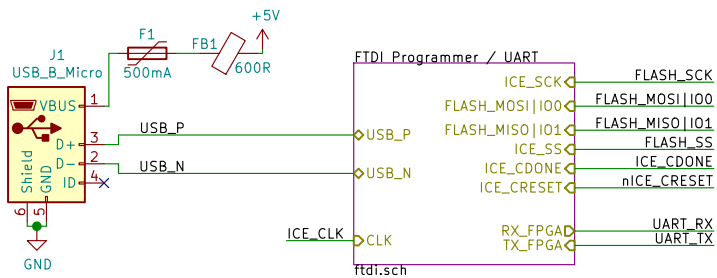 +5V
F1
FB1
J1
500mA
600R
USB_B_Micro
FTDI Programmer / UART
VBUS 1
ICE_SCK FLASH_SCK
FLASH_MOSI|IO0 FLASH_MOSI|IO0
D+ 3 USB_P USB_P FLASH_MISO|IO1 FLASH_MISO|IO1
ICE_SS FLASH_SS
D- 2 USB_N USB_N ICE_CDONE ICE_CDONE
ID 4 ICE_CRESET nICE_CRESET
Shield
GND
6 5
ICE_CLK CLK
RX_FPGA UART_RX
TX_FPGA UART_TX
GND
ftdi.sch